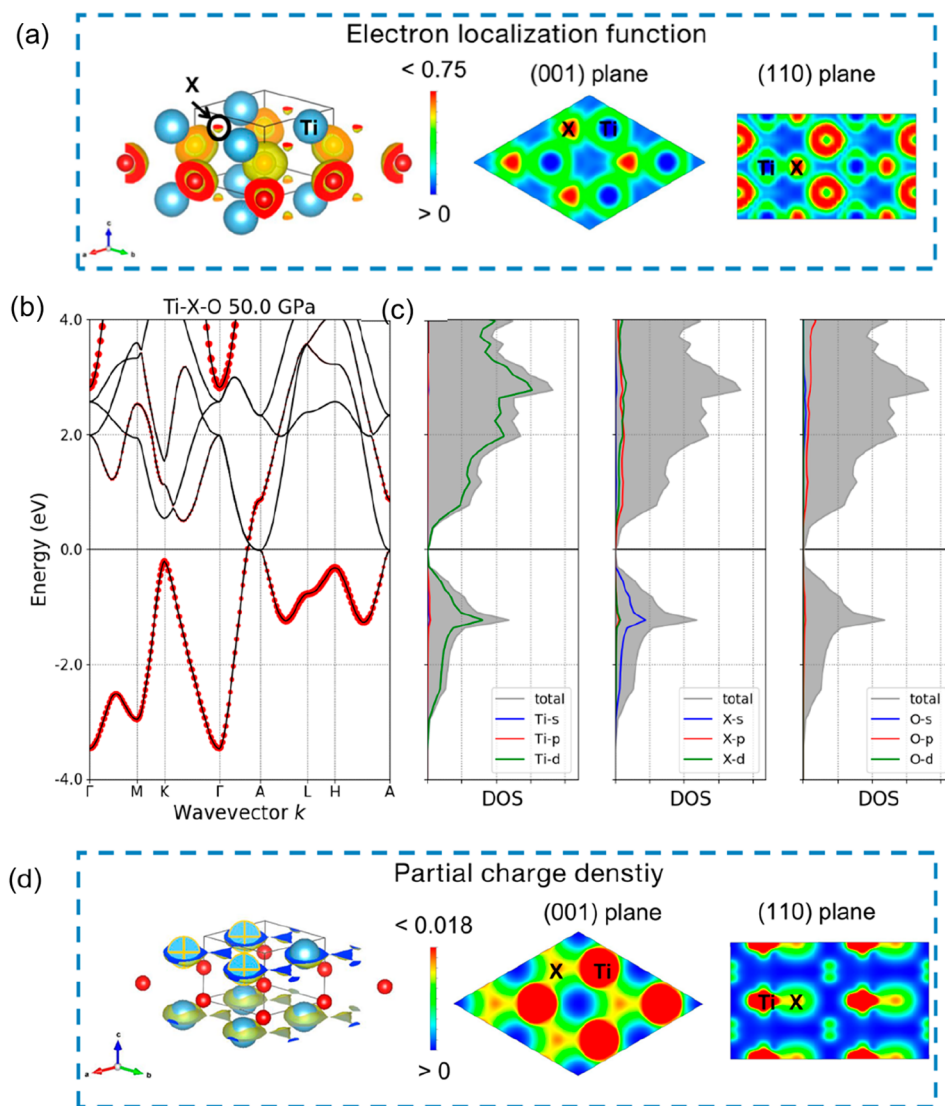 (a)
Electron localization function
X
Ti
< 0.75
> 0
(001) plane
X Ti
(110) plane
Ti X
c
a b
(b)
Ti-X-O 50.0 GPa
Energy (eV)
4.0
2.0
0.0
-2.0
-4.0
Γ M K Γ A L H A
Wavevector k
(c)
total
Ti-s
Ti-p
Ti-d
DOS
total
X-s
X-p
X-d
DOS
total
O-s
O-p
O-d
DOS
(d)
Partial charge denstiy
< 0.018
> 0
(001) plane
X Ti
(110) plane
Ti X
c
a b